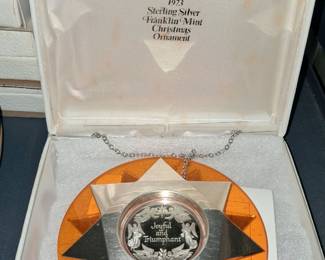 1973
Sterling Silver
Franklin Mint
Christmas
Ornament
Joyful
and
Triumphant